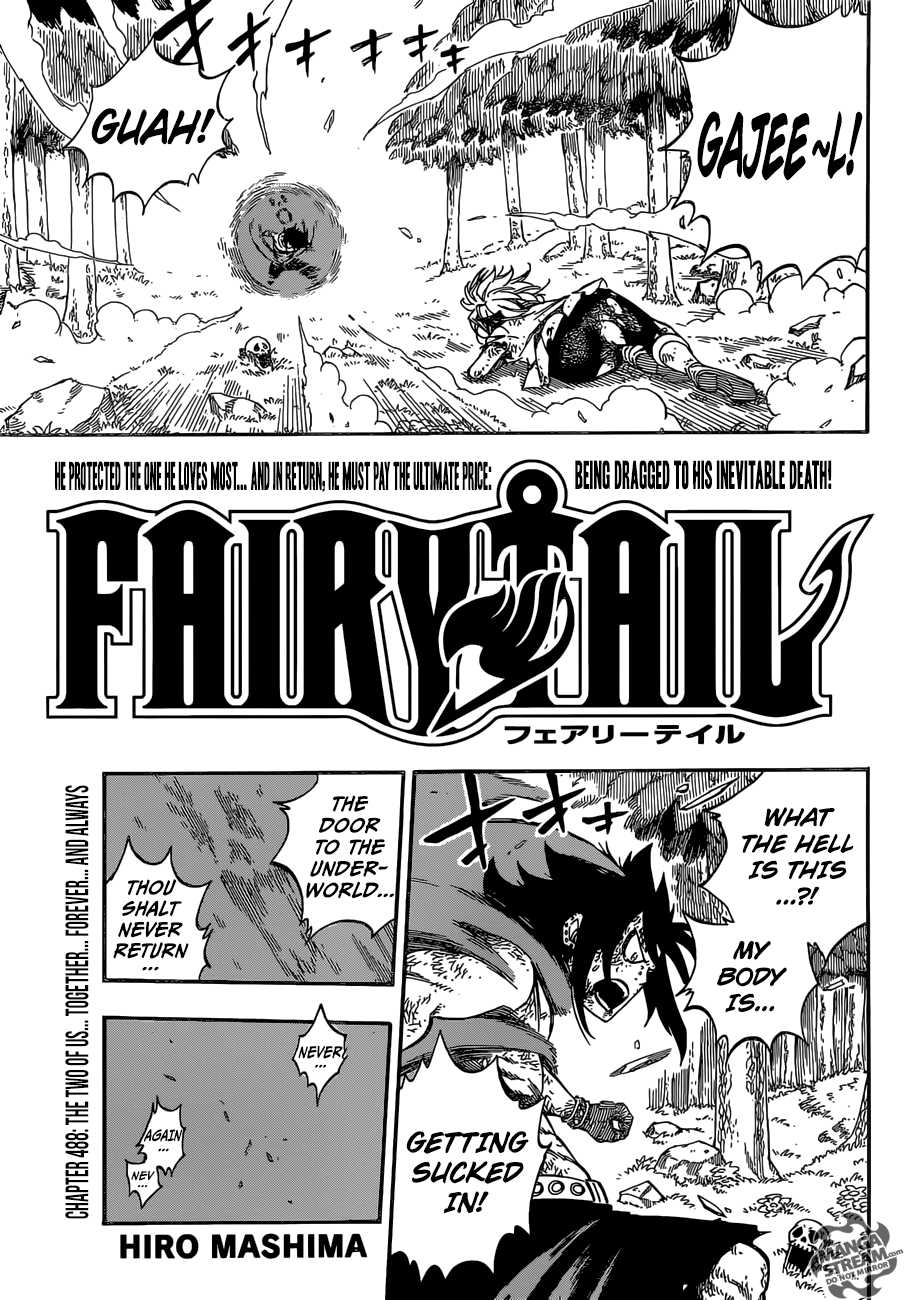 GAJEE~L!
GUAH!
HE PROTECTED THE ONE HE LOVES MOST... AND IN RETURN, HE MUST PAY THE ULTIMATE PRICE:
BEING DRAGGED TO HIS INEVITABLE DEATH!
FAIRY TAIL
フェアリーテイル
WHAT
THE HELL
IS THIS
...?!
MY
BODY
IS...
GETTING
SUCKED
IN!
THE
DOOR
TO THE
UNDER-
WORLD...
THOU
SHALT
NEVER
RETURN
...
NEVER
...
AGAIN
...
NEV
...
CHAPTER 488: THE TWO OF US... TOGETHER... FOREVER... AND ALWAYS
HIRO MASHIMA
MANGA
STREAM.com
DO NOT MIRROR